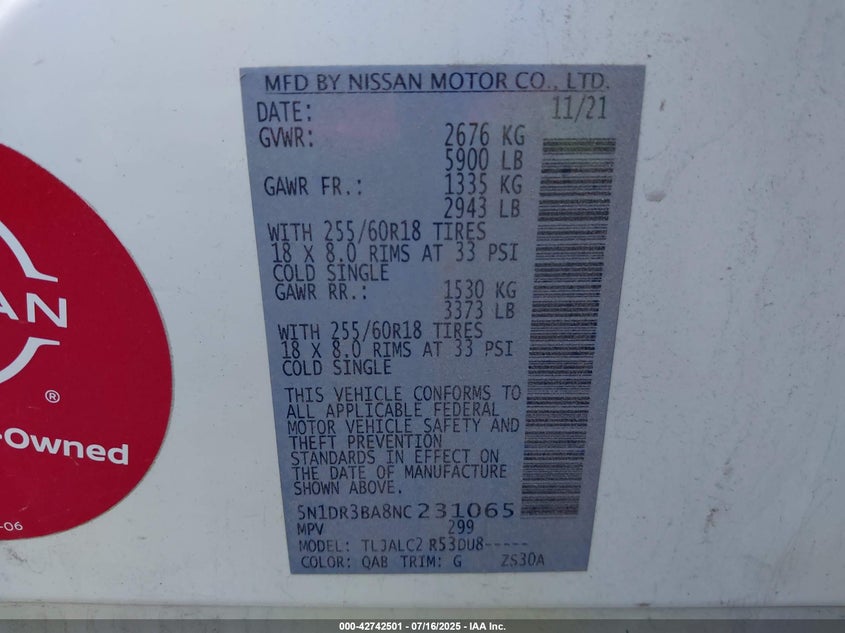 MFD BY NISSAN MOTOR CO., LTD.
DATE: 11/21
GVWR: 2676 KG
5900 LB
GAWR FR.: 1335 KG
2943 LB
WITH 255/60R18 TIRES
18 X 8.0 RIMS AT 33 PSI
COLD SINGLE
GAWR RR.: 1530 KG
3373 LB
WITH 255/60R18 TIRES
18 X 8.0 RIMS AT 33 PSI
COLD SINGLE
THIS VEHICLE CONFORMS TO
ALL APPLICABLE FEDERAL
MOTOR VEHICLE SAFETY AND
THEFT PREVENTION
STANDARDS IN EFFECT ON
THE DATE OF MANUFACTURE
SHOWN ABOVE.
5N1DR3BA8NC231065
MPV 299
MODEL: TLJALC2 R53DU8-----
COLOR: QAB TRIM: G ZS30A
AN
®
-Owned
-06
000-42742501 - 07/16/2025 - IAA Inc.